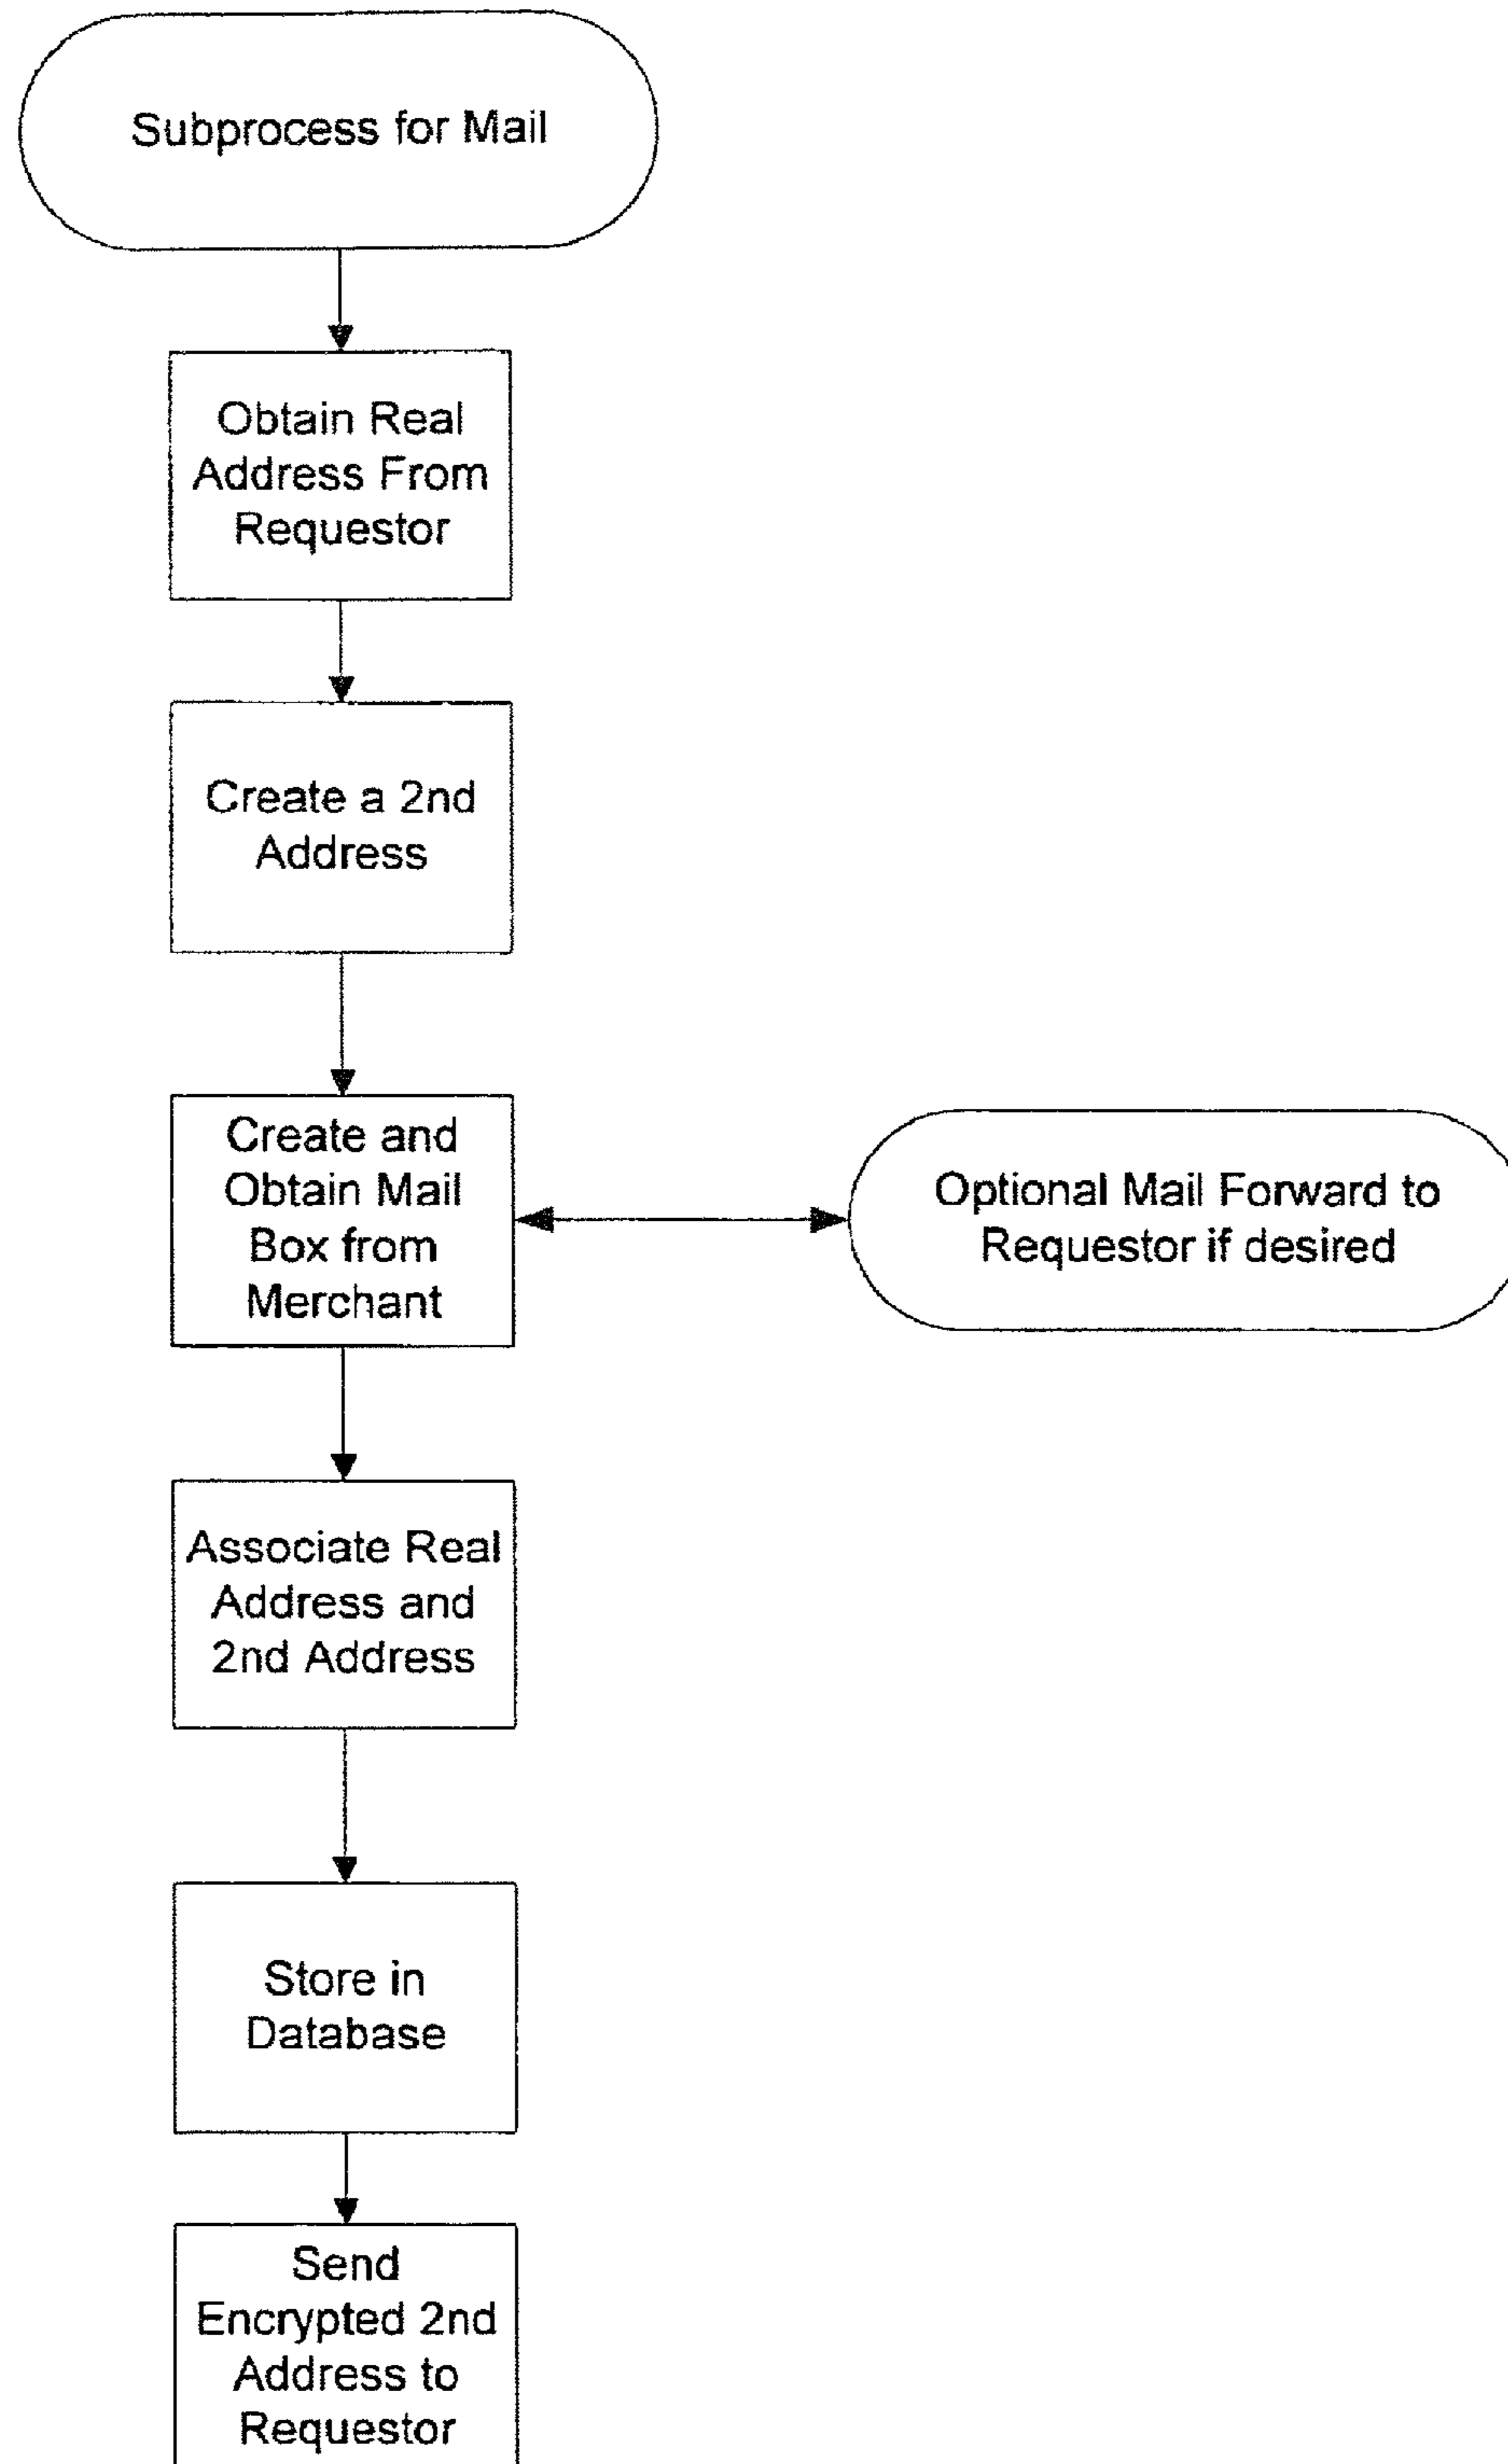 Subprocess for Mail
Obtain Real
Address From
Requestor
Create a 2nd
Address
Create and
Obtain Mail
Box from
Merchant
Optional Mail Forward to
Requestor if desired
Associate Real
Address and
2nd Address
Store in
Database
Send
Encrypted 2nd
Address to
Requestor